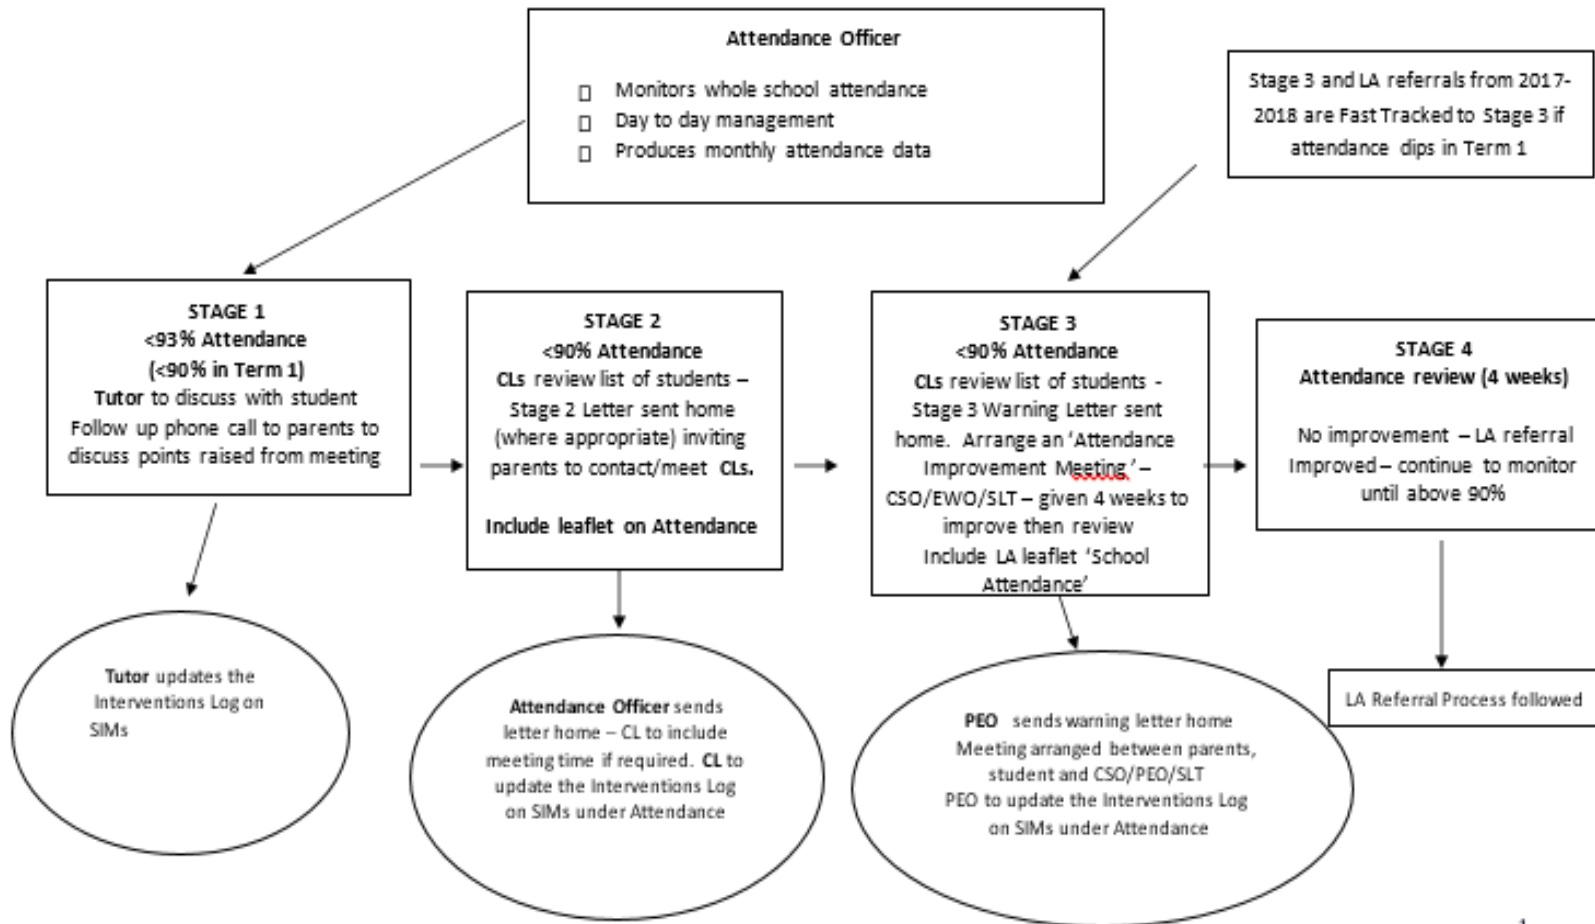 Attendance Officer
Monitors whole school attendance
Day to day management
Produces monthly attendance data
Stage 3 and LA referrals from 2017-
2018 are Fast Tracked to Stage 3 if
attendance dips in Term 1
STAGE 1
<93% Attendance
(<90% in Term 1)
Tutor to discuss with student
Follow up phone call to parents to
discuss points raised from meeting
STAGE 2
<90% Attendance
CLs review list of students –
Stage 2 Letter sent home
(where appropriate) inviting
parents to contact/meet CLs.
Include leaflet on Attendance
STAGE 3
<90% Attendance
CLs review list of students -
Stage 3 Warning Letter sent
home. Arrange an ‘Attendance
Improvement Meeting’ –
CSO/EWO/SLT – given 4 weeks to
improve then review
Include LA leaflet ‘School
Attendance’
STAGE 4
Attendance review (4 weeks)
No improvement – LA referral
Improved – continue to monitor
until above 90%
Tutor updates the
Interventions Log on
SIMs
Attendance Officer sends
letter home – CL to include
meeting time if required. CL to
update the Interventions Log
on SIMs under Attendance
PEO sends warning letter home
Meeting arranged between parents,
student and CSO/PEO/SLT
PEO to update the Interventions Log
on SIMs under Attendance
LA Referral Process followed